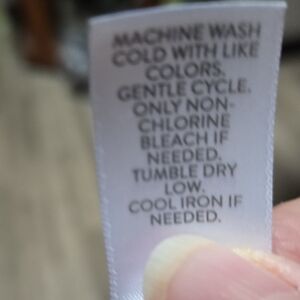 MACHINE WASH
COLD WITH LIKE
COLORS.
GENTLE CYCLE.
ONLY NON-
CHLORINE
BLEACH IF
NEEDED.
TUMBLE DRY
LOW.
COOL IRON IF
NEEDED.